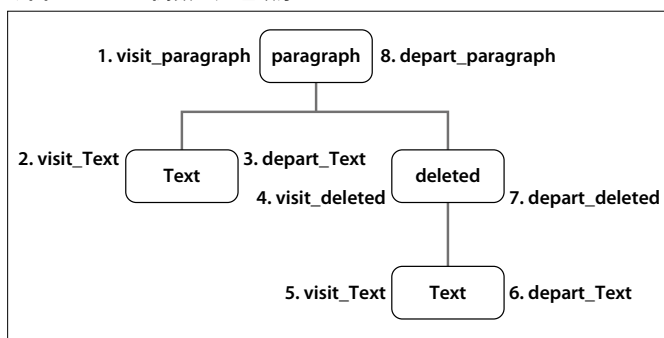 1. visit_paragraph
paragraph
8. depart_paragraph
2. visit_Text
Text
3. depart_Text
4. visit_deleted
deleted
7. depart_deleted
5. visit_Text
Text
6. depart_Text